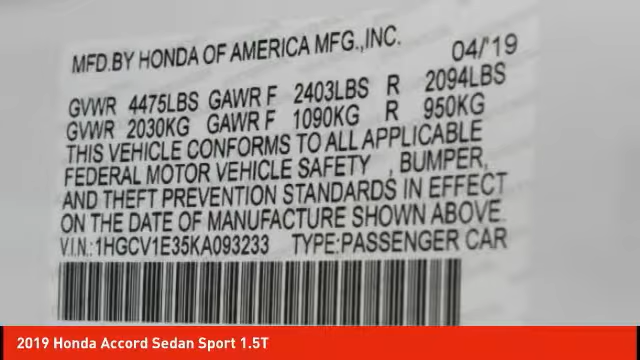 MFD.BY HONDA OF AMERICA MFG.,INC. 04/'19
GVWR 4475LBS GAWR F 2403LBS R 2094LBS
GVWR 2030KG GAWR F 1090KG R 950KG
THIS VEHICLE CONFORMS TO ALL APPLICABLE
FEDERAL MOTOR VEHICLE SAFETY , BUMPER,
AND THEFT PREVENTION STANDARDS IN EFFECT
ON THE DATE OF MANUFACTURE SHOWN ABOVE.
V.I.N.:1HGCV1E35KA093233 TYPE:PASSENGER CAR
2019 Honda Accord Sedan Sport 1.5T